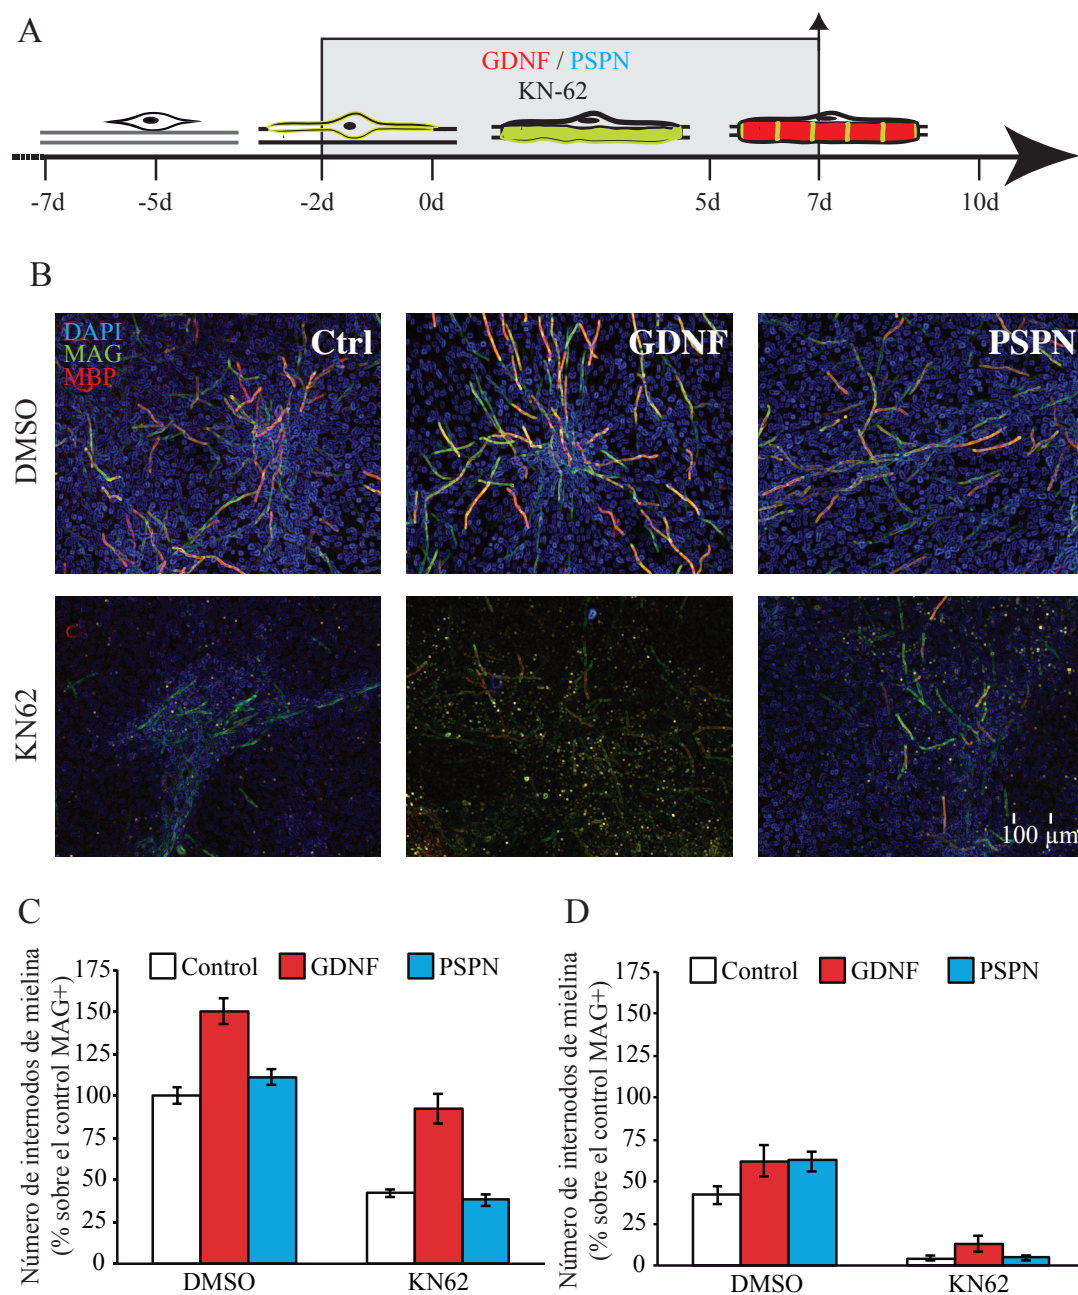 A
GDNF / PSPN
KN-62
-7d -5d -2d 0d 5d 7d 10d
B
DAPI
MAG
MBP
Ctrl
GDNF
PSPN
DMSO
KN62
100 µm
C
Número de internodos de mielina
(% sobre el control MAG+)
Control GDNF PSPN
175
150
125
100
75
50
25
0
DMSO KN62
D
Número de internodos de mielina
(% sobre el control MAG+)
Control GDNF PSPN
175
150
125
100
75
50
25
0
DMSO KN62